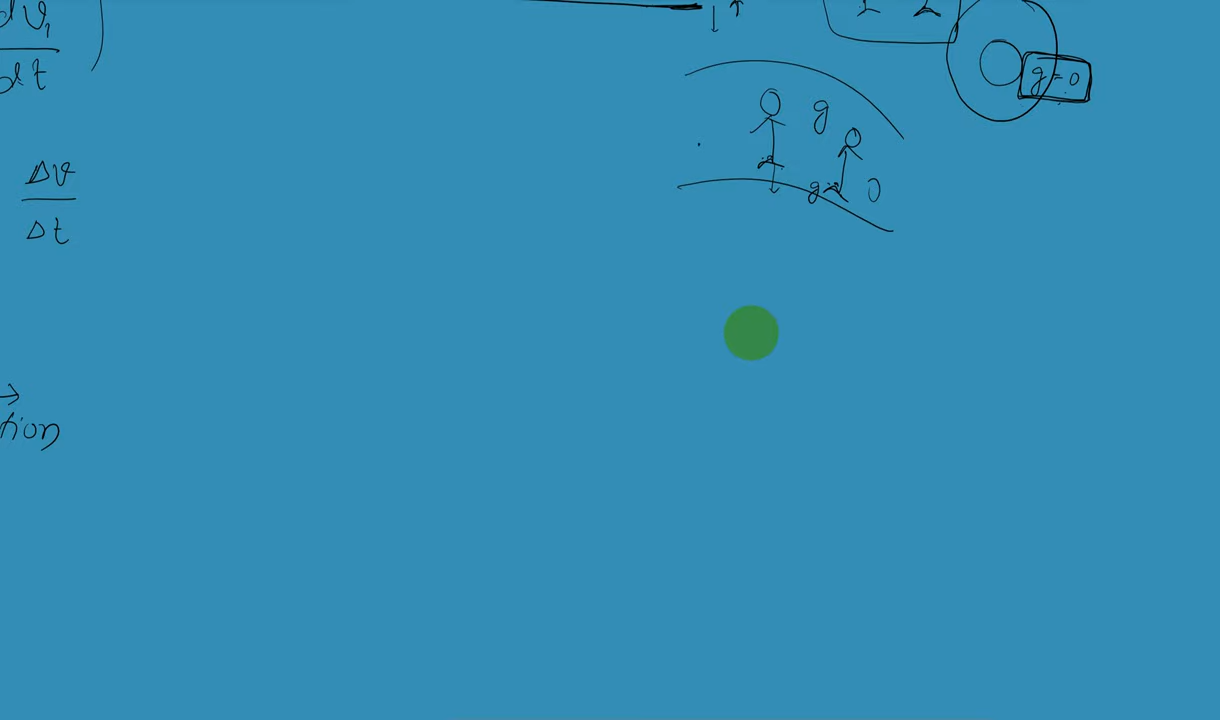 dv₁
dt
g = 0
g
g → 0
Δv
Δt
tion